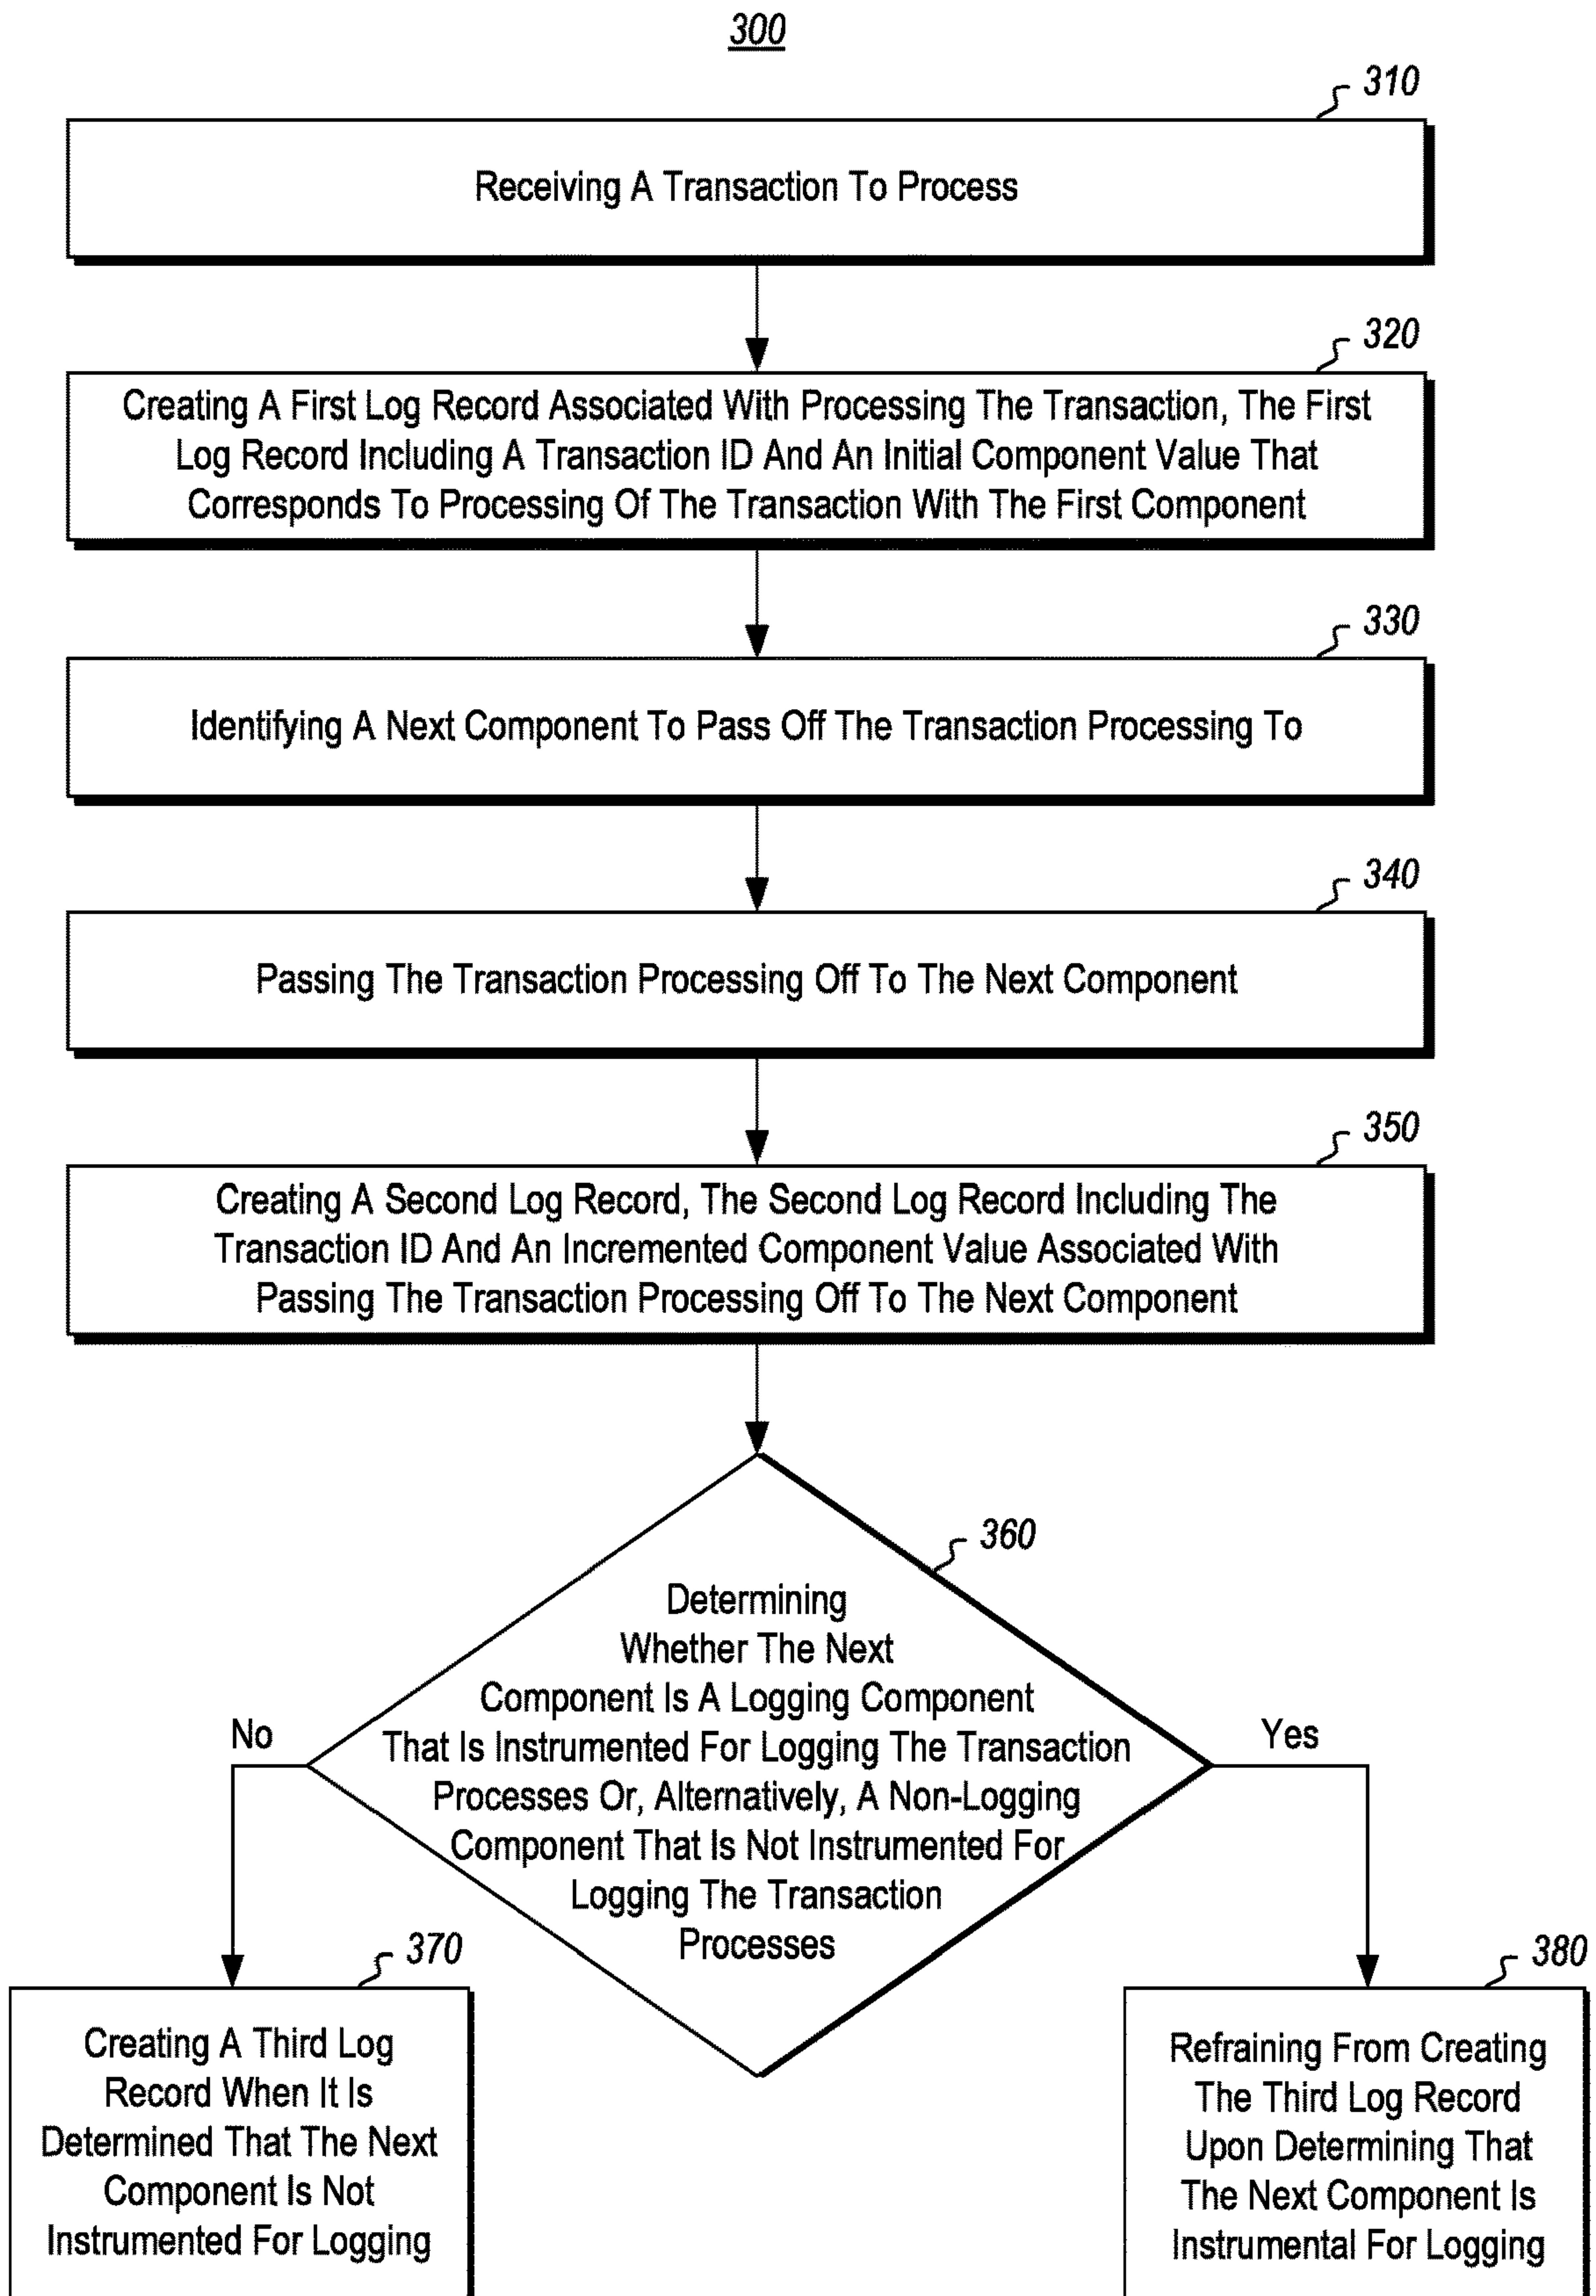 300
310
Receiving A Transaction To Process
320
Creating A First Log Record Associated With Processing The Transaction, The First
Log Record Including A Transaction ID And An Initial Component Value That
Corresponds To Processing Of The Transaction With The First Component
330
Identifying A Next Component To Pass Off The Transaction Processing To
340
Passing The Transaction Processing Off To The Next Component
350
Creating A Second Log Record, The Second Log Record Including The
Transaction ID And An Incremented Component Value Associated With
Passing The Transaction Processing Off To The Next Component
360
Determining
Whether The Next
Component Is A Logging Component
That Is Instrumented For Logging The Transaction
Processes Or, Alternatively, A Non-Logging
Component That Is Not Instrumented For
Logging The Transaction
Processes
No
Yes
370
Creating A Third Log
Record When It Is
Determined That The Next
Component Is Not
Instrumented For Logging
380
Refraining From Creating
The Third Log Record
Upon Determining That
The Next Component Is
Instrumental For Logging